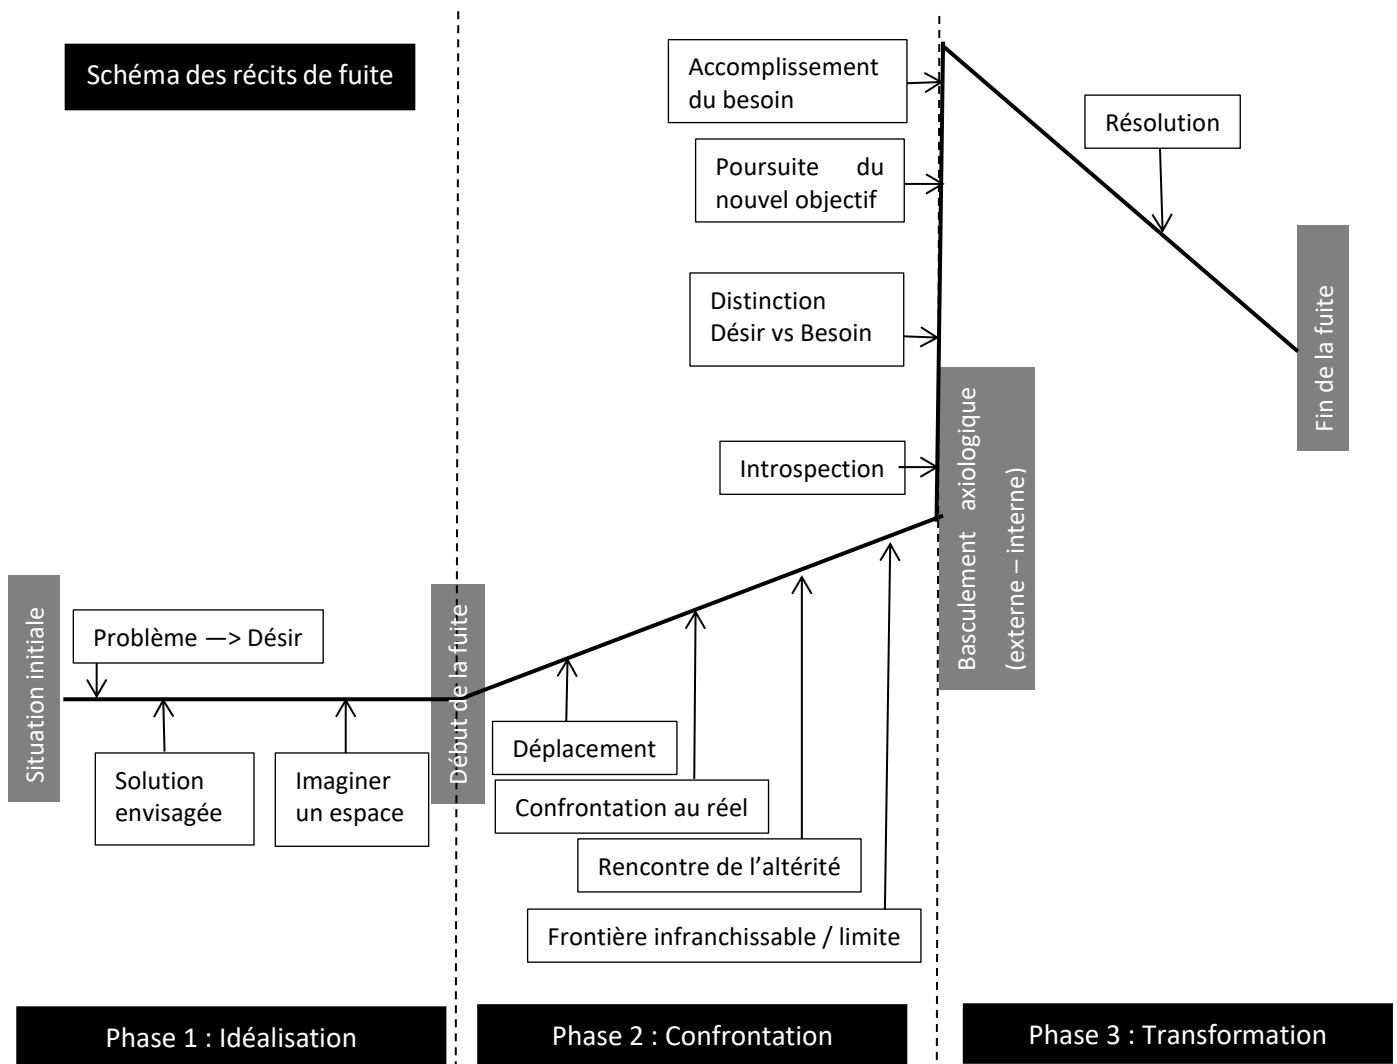 Schéma des récits de fuite
Accomplissement
du besoin
Résolution
Poursuite du
nouvel objectif
Distinction
Désir vs Besoin
Introspection
Basculement axiologique
(externe – interne)
Fin de la fuite
Situation initiale
Problème —> Désir
Solution
envisagée
Imaginer
un espace
Début de la fuite
Déplacement
Confrontation au réel
Rencontre de l’altérité
Frontière infranchissable / limite
Phase 1 : Idéalisation
Phase 2 : Confrontation
Phase 3 : Transformation